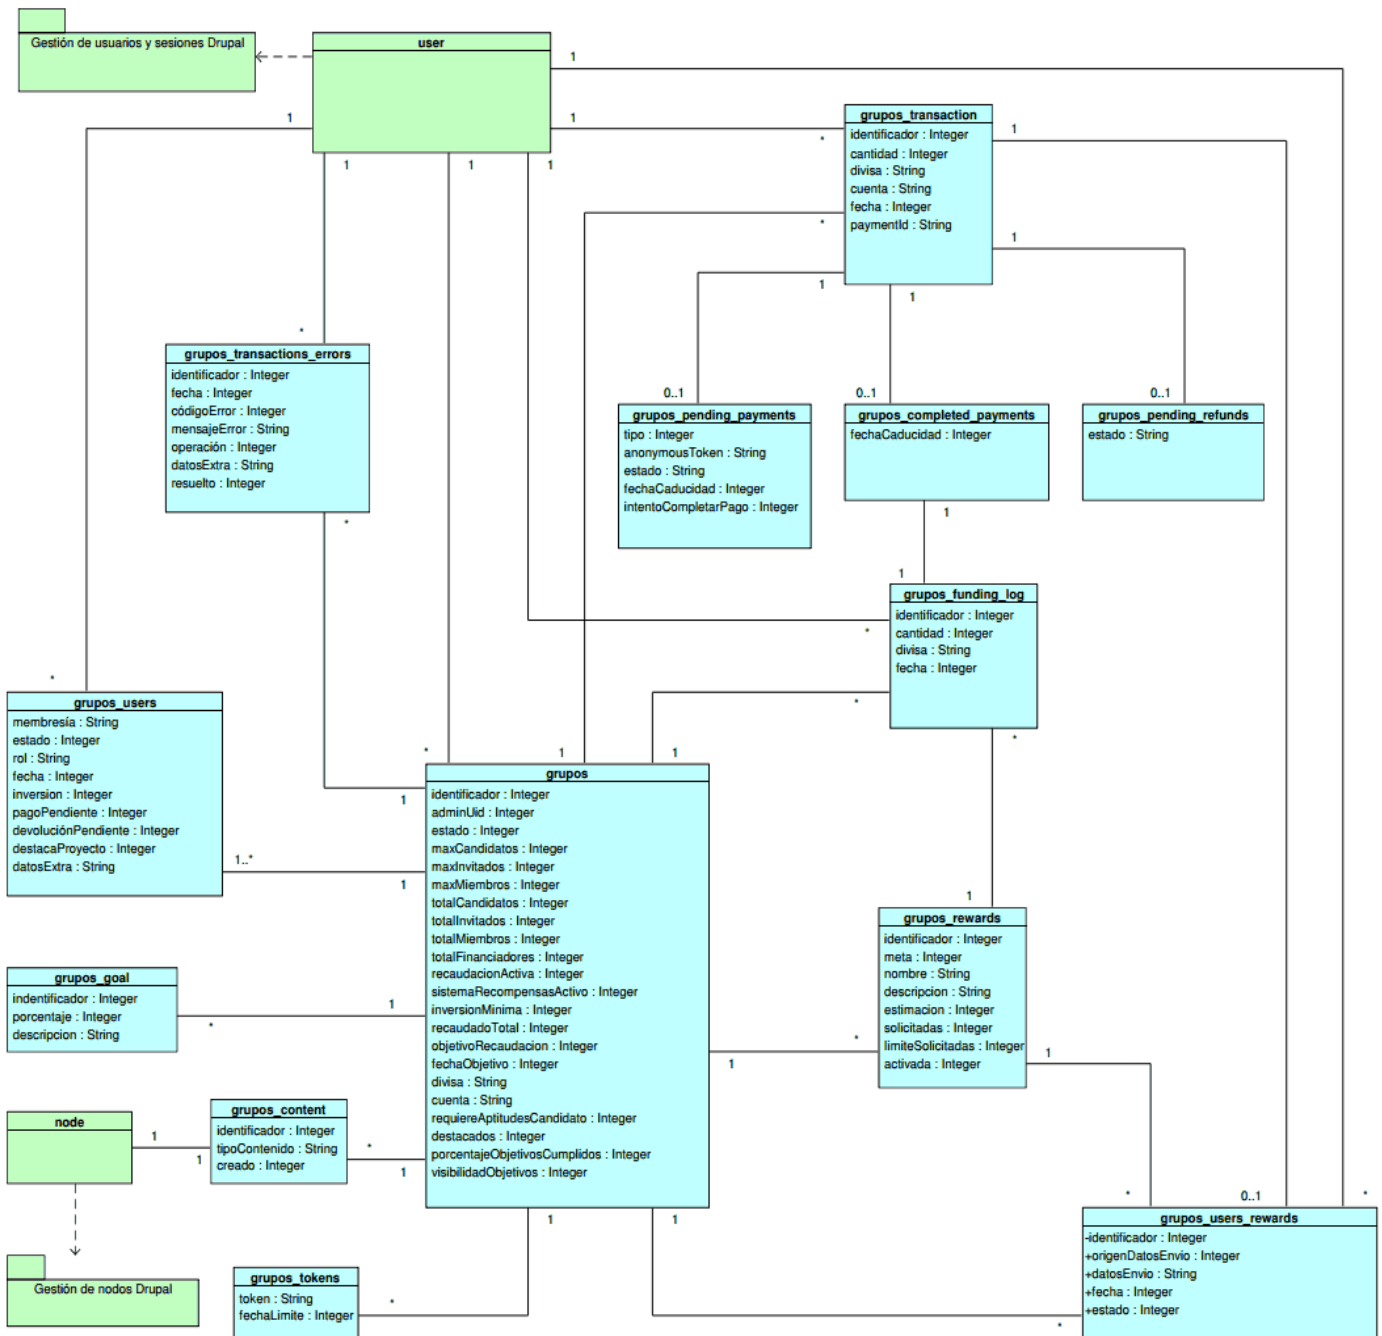 Gestión de usuarios y sesiones Drupal
user
1
1
1
1
1
1
1
grupos_transaction
identificador : Integer
cantidad : Integer
divisa : String
cuenta : String
fecha : Integer
paymentId : String
*
*
1
1
1
1
*
grupos_transactions_errors
identificador : Integer
fecha : Integer
códigoError : Integer
mensajeError : String
operación : Integer
datosExtra : String
resuelto : Integer
*
0..1
grupos_pending_payments
tipo : Integer
anonymousToken : String
estado : String
fechaCaducidad : Integer
intentoCompletarPago : Integer
0..1
grupos_completed_payments
fechaCaducidad : Integer
1
0..1
grupos_pending_refunds
estado : String
1
grupos_funding_log
identificador : Integer
cantidad : Integer
divisa : String
fecha : Integer
*
*
*
*
grupos_users
membresía : String
estado : Integer
rol : String
fecha : Integer
inversion : Integer
pagoPendiente : Integer
devoluciónPendiente : Integer
destacaProyecto : Integer
datosExtra : String
1..*
1
*
1
1
1
grupos
identificador : Integer
adminUid : Integer
estado : Integer
maxCandidatos : Integer
maxInvitados : Integer
maxMiembros : Integer
totalCandidatos : Integer
totalInvitados : Integer
totalMiembros : Integer
totalFinanciadores : Integer
recaudacionActiva : Integer
sistemaRecompensasActivo : Integer
inversionMinima : Integer
recaudadoTotal : Integer
objetivoRecaudacion : Integer
fechaObjetivo : Integer
divisa : String
cuenta : String
requiereAptitudesCandidato : Integer
destacados : Integer
porcentajeObjetivosCumplidos : Integer
visibilidadObjetivos : Integer
1
grupos_rewards
identificador : Integer
meta : Integer
nombre : String
descripcion : String
estimacion : Integer
solicitadas : Integer
limiteSolicitadas : Integer
activada : Integer
*
1
1
grupos_goal
indentificador : Integer
porcentaje : Integer
descripcion : String
*
1
node
1
1
grupos_content
identificador : Integer
tipoContenido : String
creado : Integer
*
1
Gestión de nodos Drupal
grupos_tokens
token : String
fechaLimite : Integer
*
1
1
*
0..1
*
grupos_users_rewards
-identificador : Integer
+origenDatosEnvio : Integer
+datosEnvio : String
+fecha : Integer
+estado : Integer
*